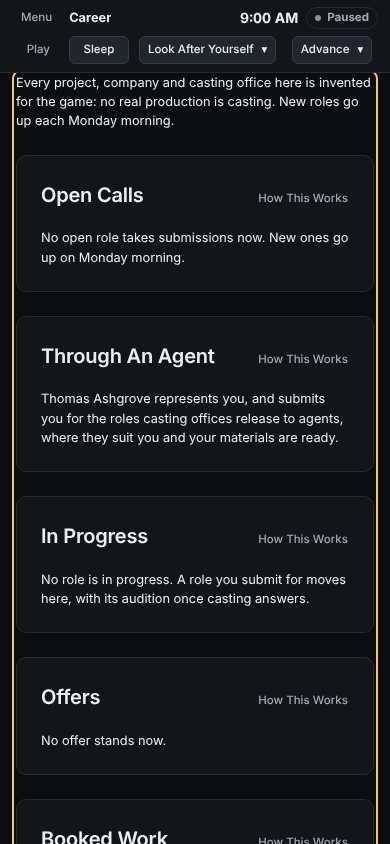 Menu Career 9:00 AM Paused
Play Sleep Look After Yourself ▾ Advance ▾
Every project, company and casting office here is invented
for the game: no real production is casting. New roles go
up each Monday morning.
Open Calls How This Works
No open role takes submissions now. New ones go
up on Monday morning.
Through An Agent How This Works
Thomas Ashgrove represents you, and submits
you for the roles casting offices release to agents,
where they suit you and your materials are ready.
In Progress How This Works
No role is in progress. A role you submit for moves
here, with its audition once casting answers.
Offers How This Works
No offer stands now.
Booked Work How This Works